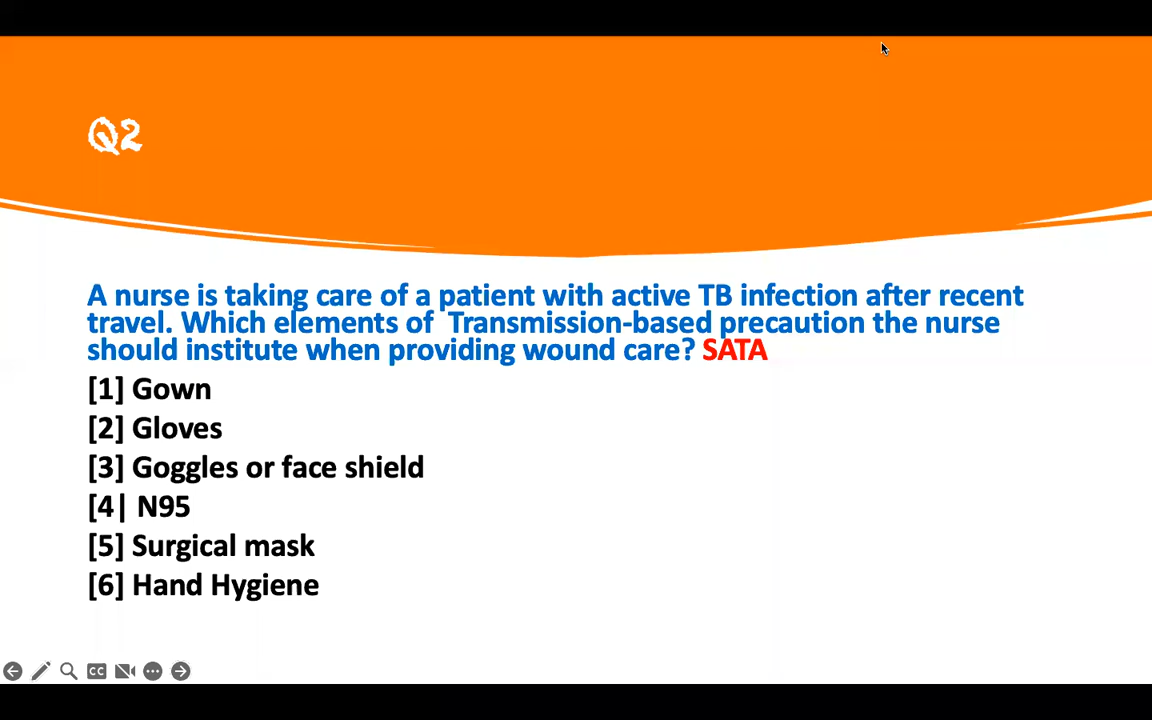 Q2
A nurse is taking care of a patient with active TB infection after recent
travel. Which elements of  Transmission-based precaution the nurse
should institute when providing wound care? SATA
[1] Gown
[2] Gloves
[3] Goggles or face shield
[4| N95
[5] Surgical mask
[6] Hand Hygiene
CC